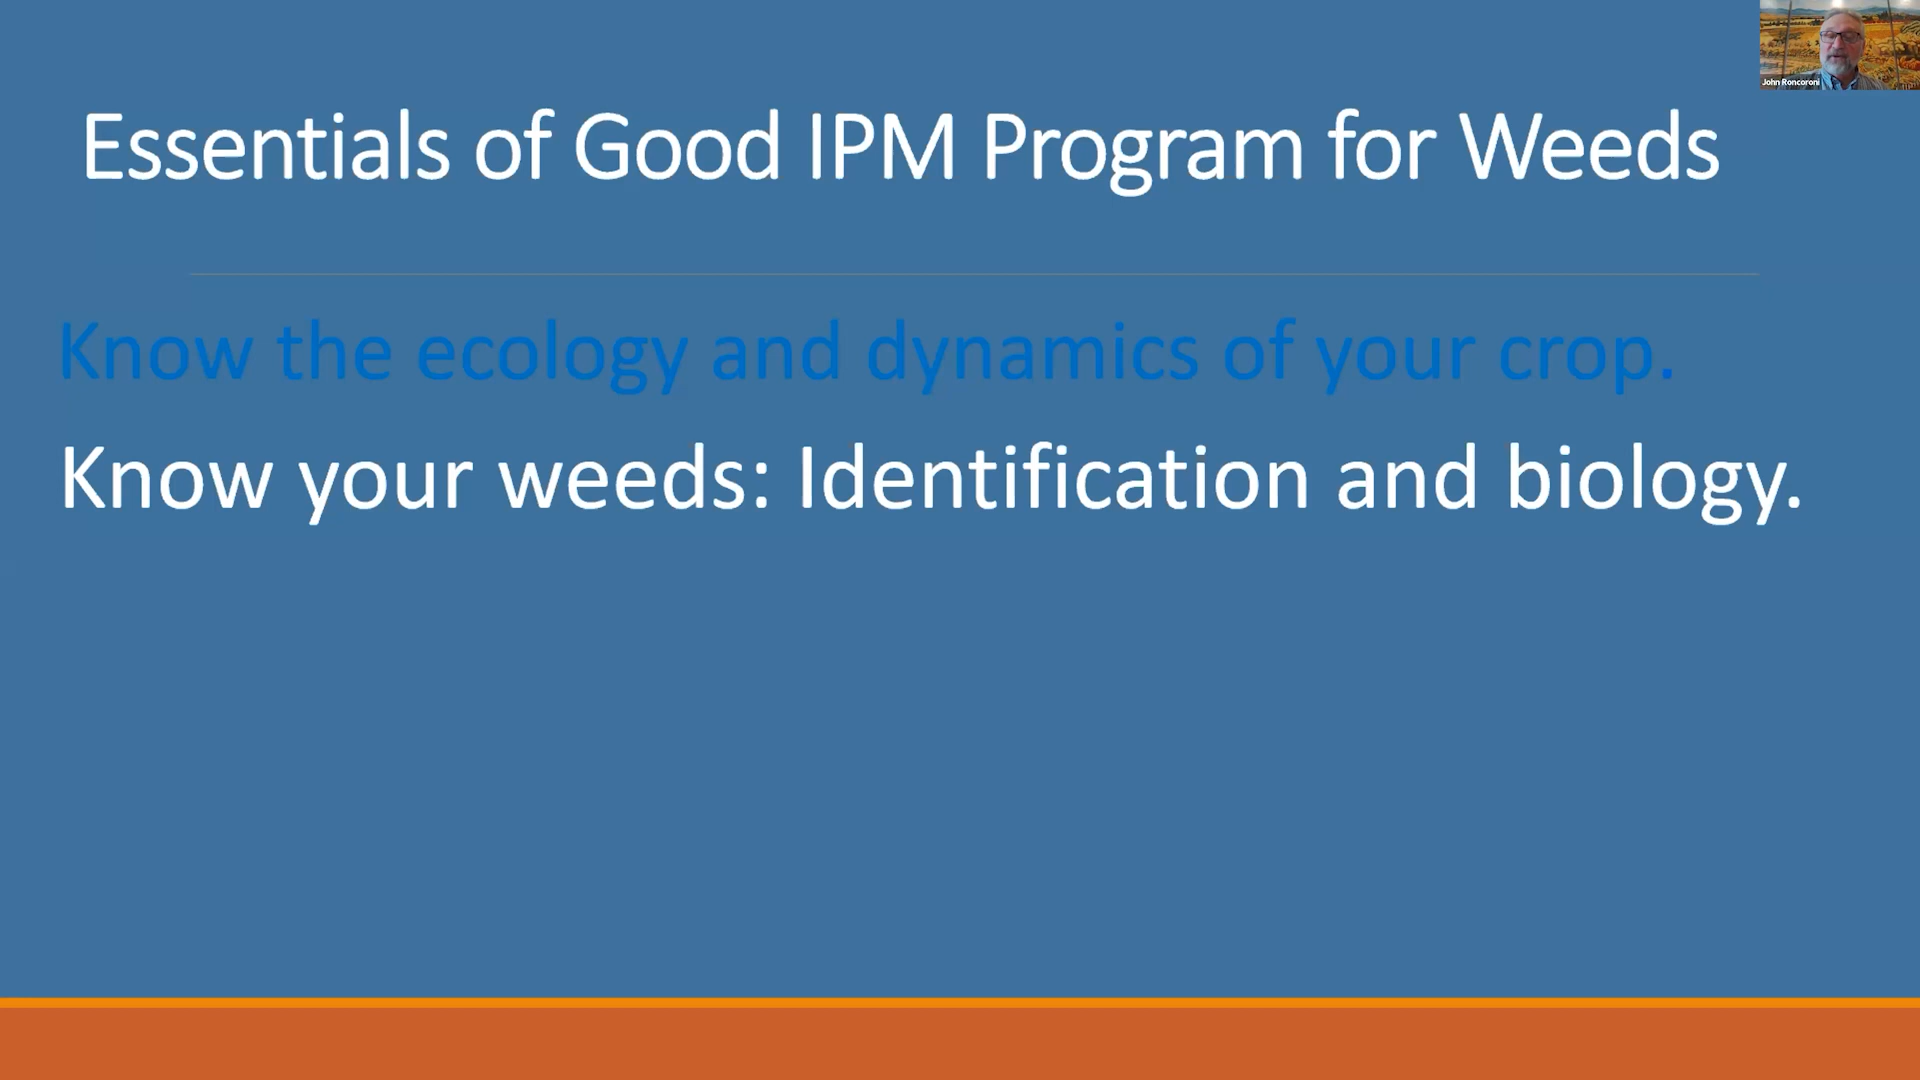 John Roncoroni
Essentials of Good IPM Program for Weeds
Know the ecology and dynamics of your crop.
Know your weeds: Identification and biology.